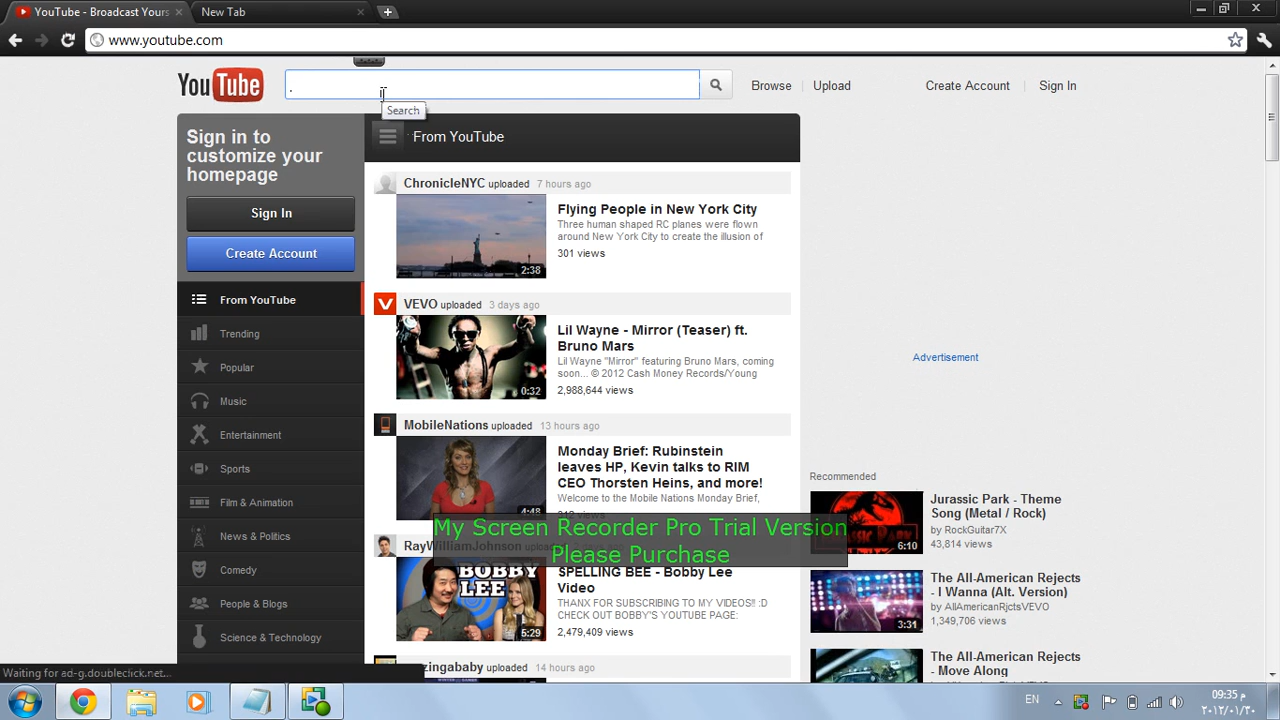 YouTube - Broadcast Yours
New Tab
www.youtube.com
YouTube
.
Browse
Upload
Create Account
Sign In
Search
Sign in to
customize your
homepage
Sign In
Create Account
From YouTube
Trending
Popular
Music
Entertainment
Sports
Film & Animation
News & Politics
Comedy
People & Blogs
Science & Technology
From YouTube
ChronicleNYC uploaded 7 hours ago
Flying People in New York City
Three human shaped RC planes were flown
around New York City to create the illusion of
301 views
2:38
VEVO uploaded 3 days ago
Lil Wayne - Mirror (Teaser) ft.
Bruno Mars
Lil Wayne "Mirror" featuring Bruno Mars, coming
soon... © 2012 Cash Money Records/Young
2,988,644 views
0:32
MobileNations uploaded 13 hours ago
Monday Brief: Rubinstein
leaves HP, Kevin talks to RIM
CEO Thorsten Heins, and more!
Welcome to the Mobile Nations Monday Brief,
4:48
My Screen Recorder Pro Trial Version
Please Purchase
RayWilliamJohnson
SPELLING BEE - Bobby Lee
Video
THANX FOR SUBSCRIBING TO MY VIDEOS!! :D
CHECK OUT BOBBY'S YOUTUBE PAGE:
2,479,409 views
BOBBY
LEE
5:29
zingababy uploaded 14 hours ago
Advertisement
Recommended
Jurassic Park - Theme
Song (Metal / Rock)
by RockGuitar7X
43,814 views
6:10
The All-American Rejects
- I Wanna (Alt. Version)
by AllAmericanRjctsVEVO
1,349,706 views
3:31
The All-American Rejects
- Move Along
Waiting for ad-g.doubleclick.net...
EN
09:35 م
٢٠١٢/٠١/٣٠